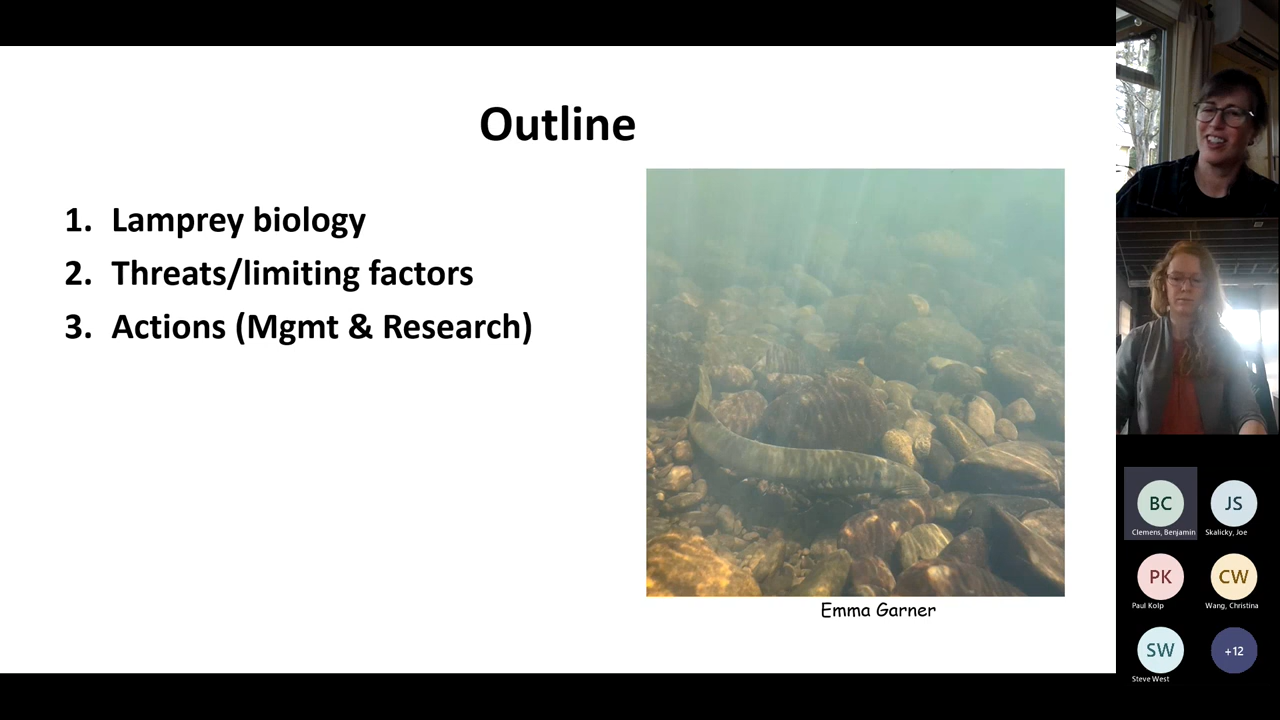 Outline
1. Lamprey biology
2. Threats/limiting factors
3. Actions (Mgmt & Research)
Emma Garner
BC
Clemens, Benjamin
JS
Skalicky, Joe
PK
Paul Kolp
CW
Wang, Christina
SW
Steve West
+12